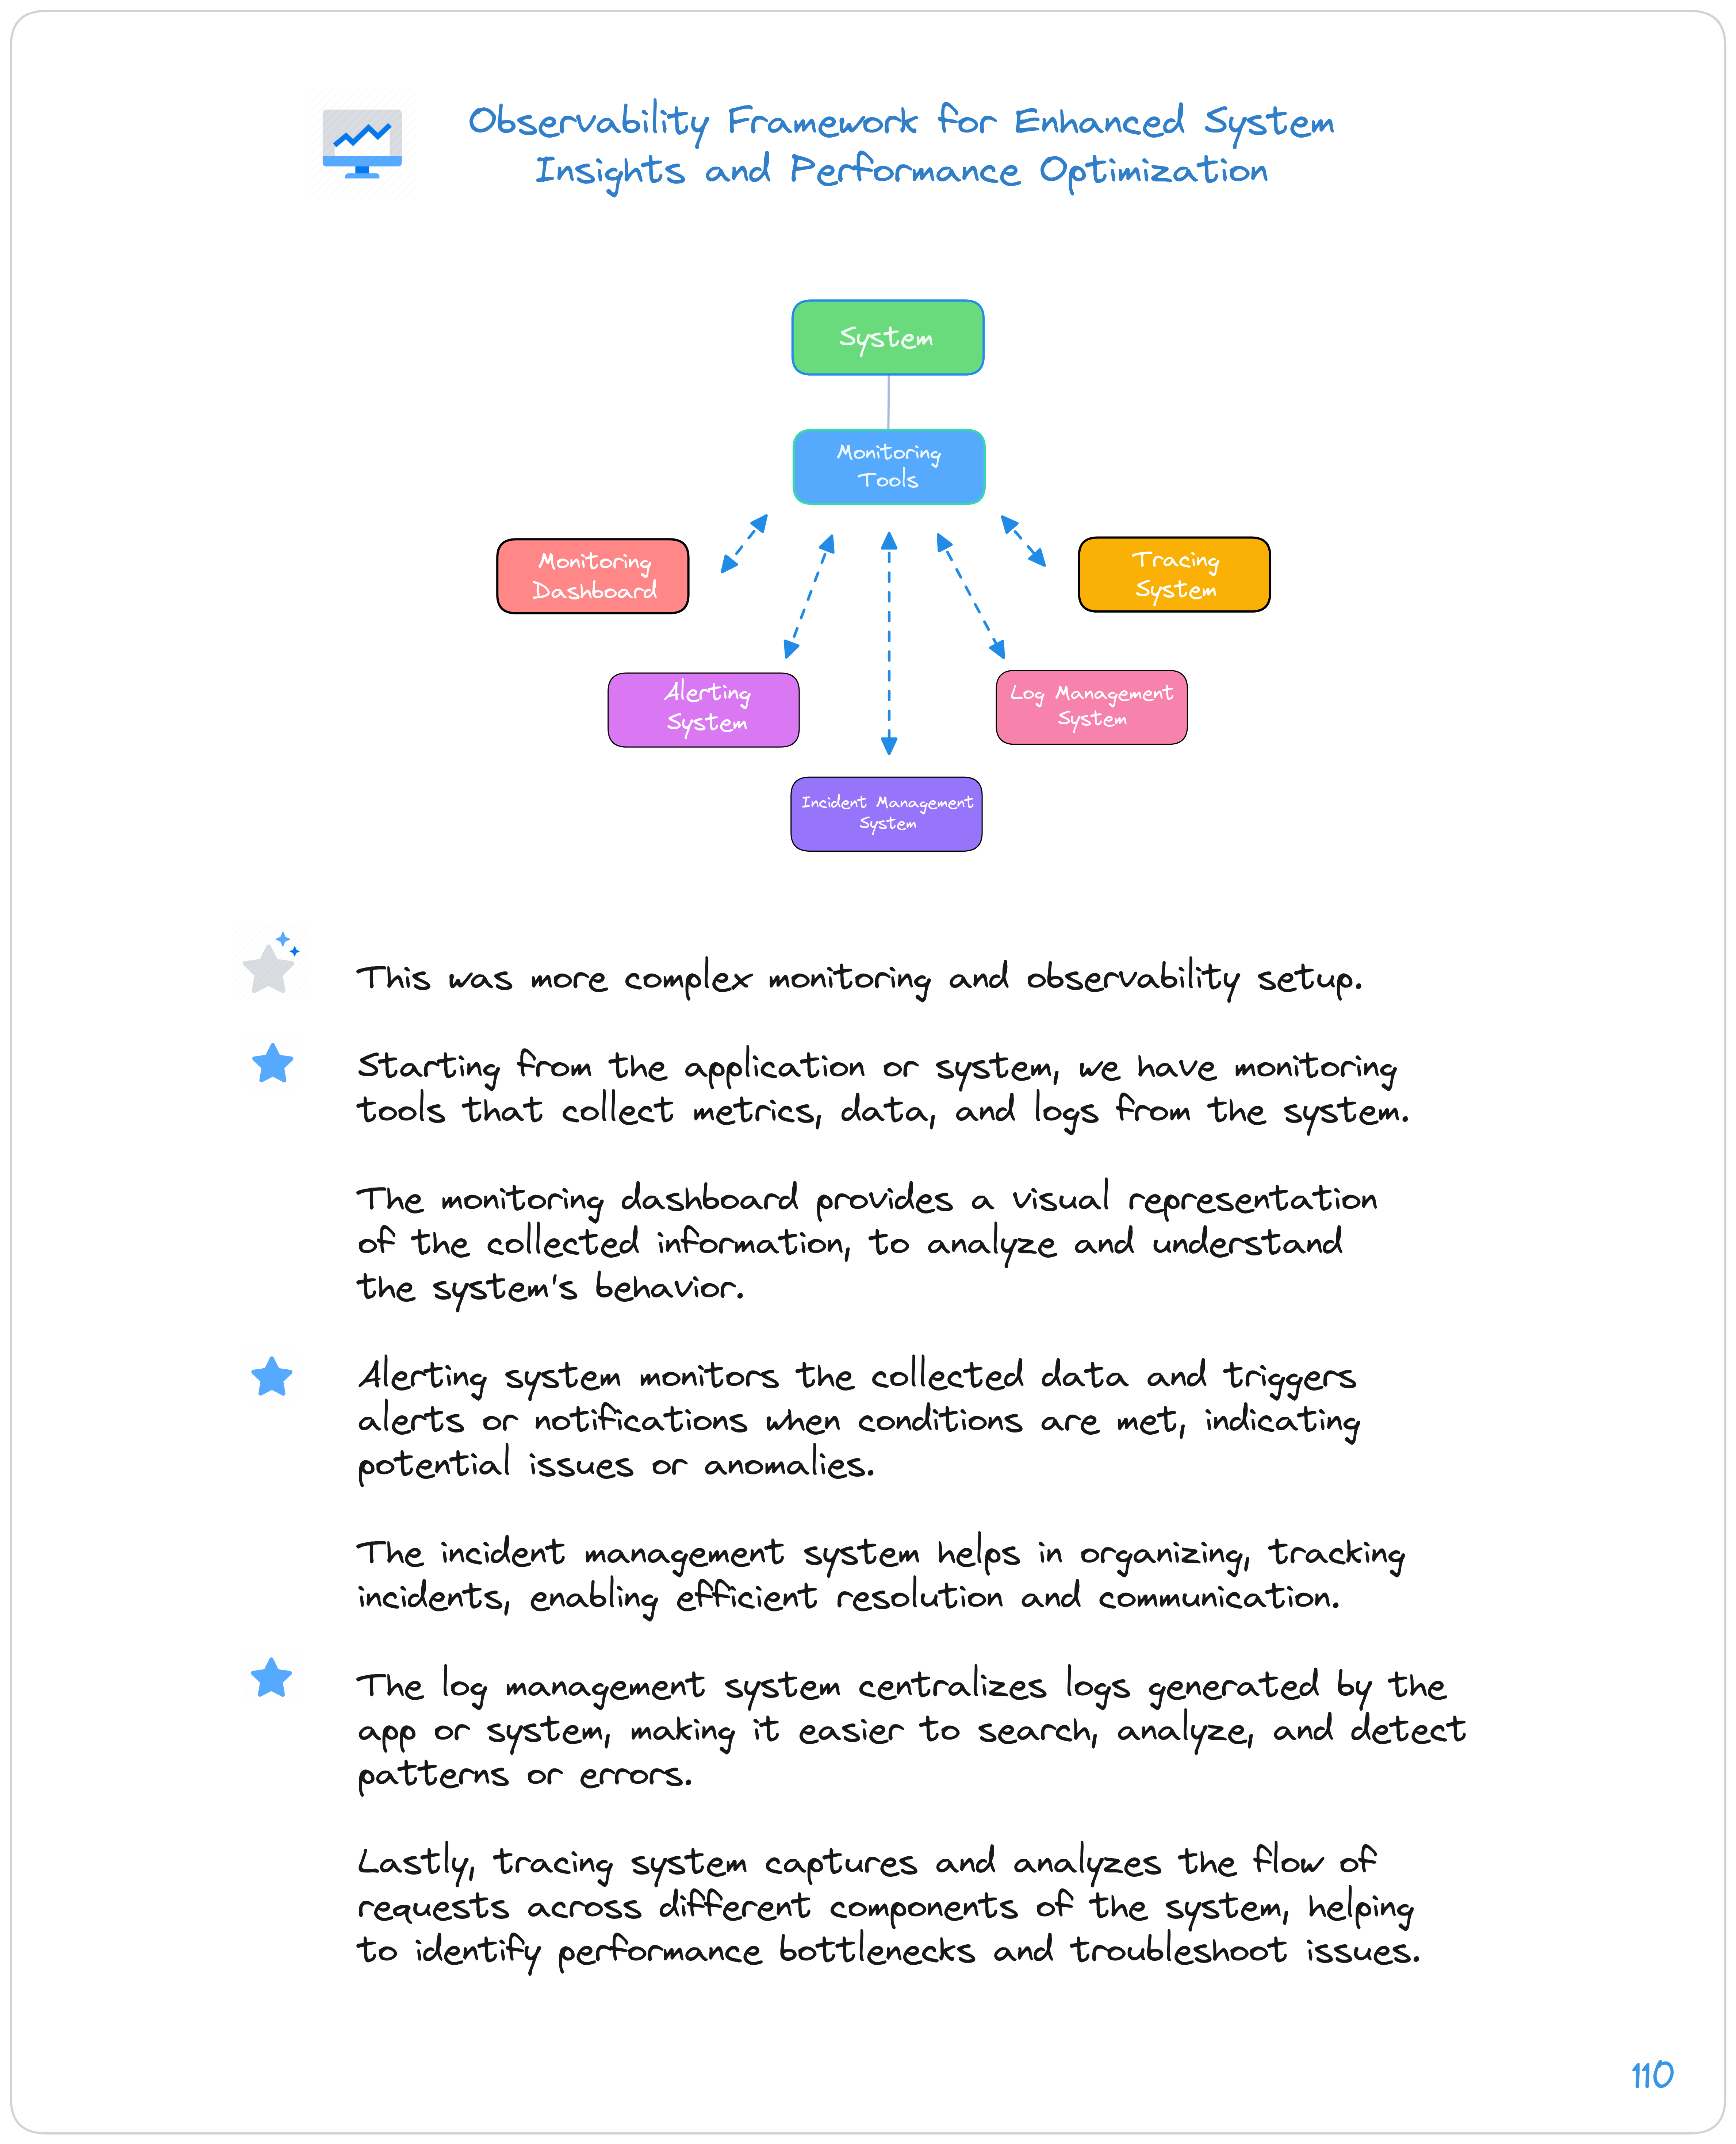 Observability Framework for Enhanced System
Insights and Performance Optimization
System
Monitoring
Tools
Monitoring
Dashboard
Tracing
System
Alerting
System
Log Management
System
Incident Management
System
This was more complex monitoring and observability setup.
Starting from the application or system, we have monitoring
tools that collect metrics, data, and logs from the system.
The monitoring dashboard provides a visual representation
of the collected information, to analyze and understand
the system's behavior.
Alerting system monitors the collected data and triggers
alerts or notifications when conditions are met, indicating
potential issues or anomalies.
The incident management system helps in organizing, tracking
incidents, enabling efficient resolution and communication.
The log management system centralizes logs generated by the
app or system, making it easier to search, analyze, and detect
patterns or errors.
Lastly, tracing system captures and analyzes the flow of
requests across different components of the system, helping
to identify performance bottlenecks and troubleshoot issues.
110